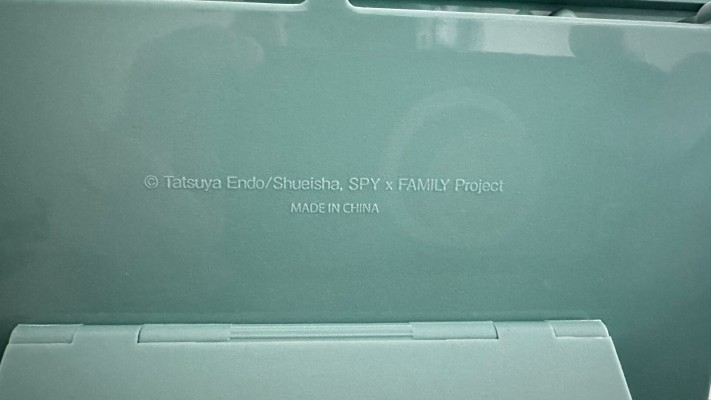 © Tatsuya Endo/Shueisha, SPY x FAMILY Project
MADE IN CHINA